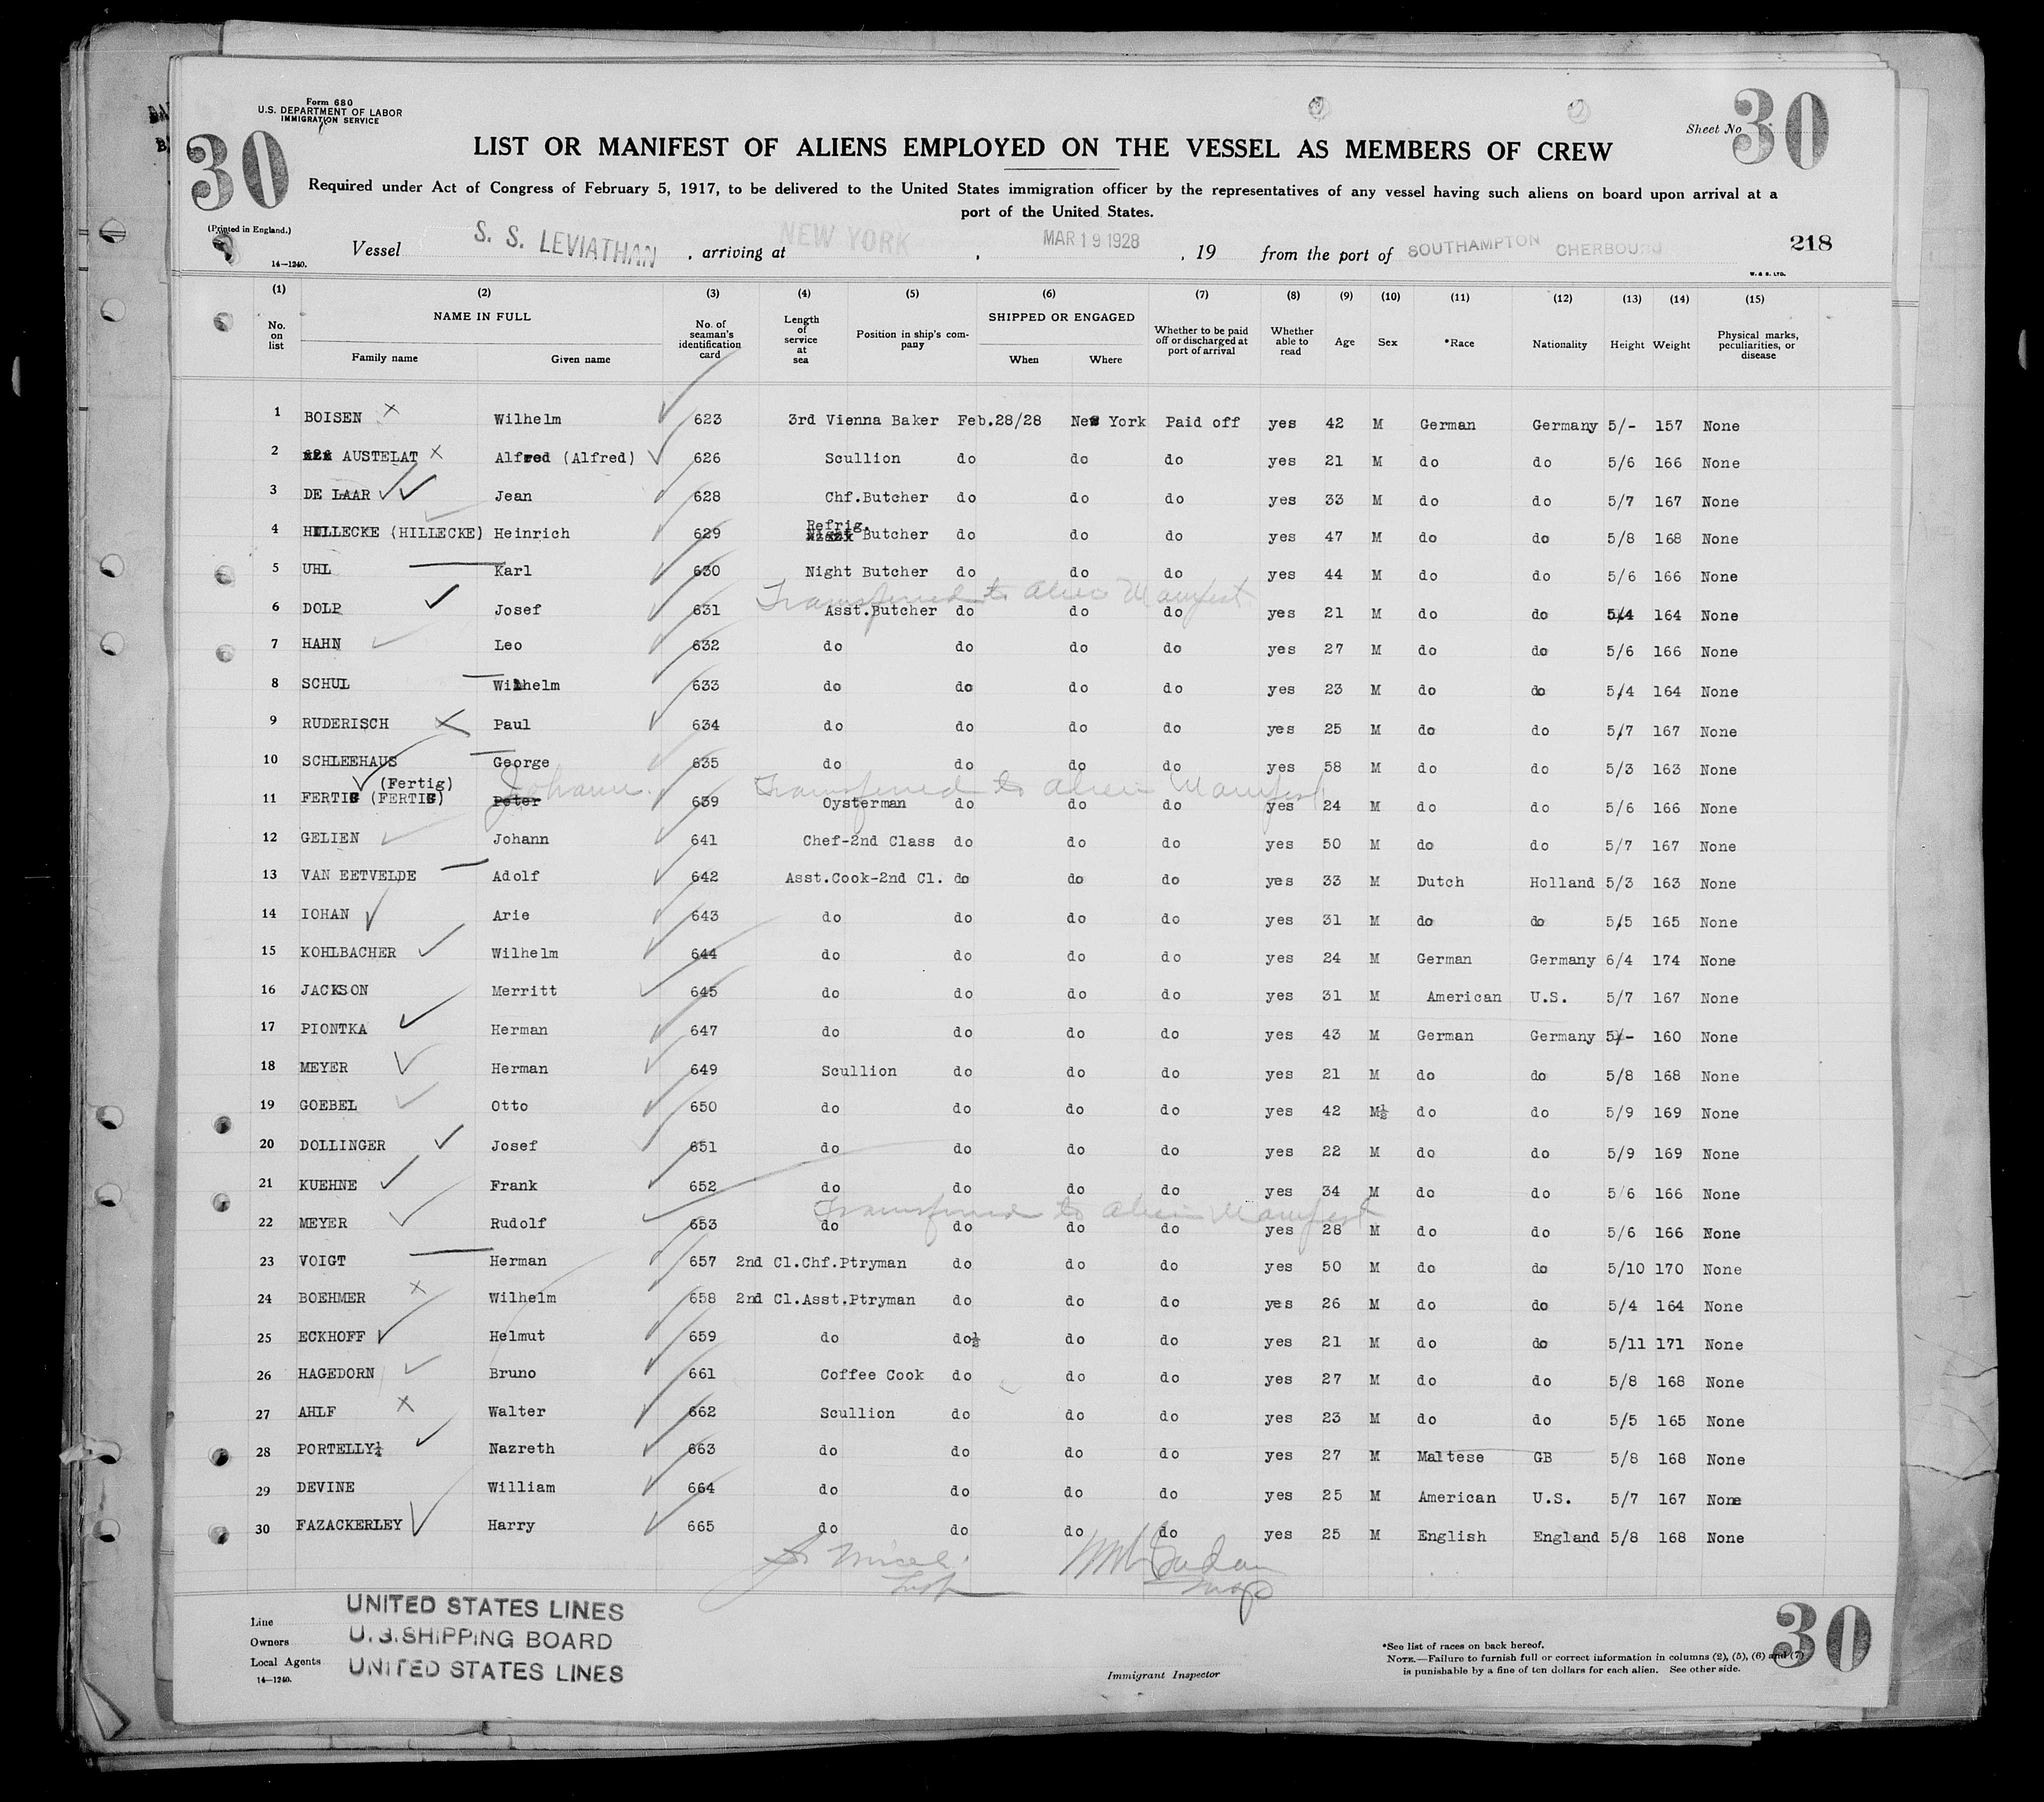 Form 680
U.S. DEPARTMENT OF LABOR
IMMIGRATION SERVICE
30
Sheet No 30
LIST OR MANIFEST OF ALIENS EMPLOYED ON THE VESSEL AS MEMBERS OF CREW
Required under Act of Congress of February 5, 1917, to be delivered to the United States immigration officer by the representatives of any vessel having such aliens on board upon arrival at a
port of the United States.
(Printed in England.)
Vessel S. S. LEVIATHAN , arriving at NEW YORK , MAR 19 1928 , 19 from the port of SOUTHAMPTON CHERBOURG 218
14—1240. W. & S. LTD.
(1) (2) (3) (4) (5) (6) (7) (8) (9) (10) (11) (12) (13) (14) (15)
No. on list NAME IN FULL Family name Given name No. of seaman's identification card Length of service at sea Position in ship's company SHIPPED OR ENGAGED When Where Whether to be paid off or discharged at port of arrival Whether able to read Age Sex *Race Nationality Height Weight Physical marks, peculiarities, or disease
1 BOISEN Wilhelm 623 3rd Vienna Baker Feb.28/28 New York Paid off yes 42 M German Germany 5/- 157 None
2 AUSTELAT Alfred (Alfred) 626 Scullion do do do yes 21 M do do 5/6 166 None
3 DE LAAR Jean 628 Chf.Butcher do do do yes 33 M do do 5/7 167 None
4 HILLECKE (HILLECKE) Heinrich 629 Refrig. Night Butcher do do do yes 47 M do do 5/8 168 None
5 UHL Karl 630 Night Butcher do do do yes 44 M do do 5/6 166 None
Transferred to Alien Manifest
6 DOLP Josef 631 Asst.Butcher do do do yes 21 M do do 5/4 164 None
7 HAHN Leo 632 do do do do yes 27 M do do 5/6 166 None
8 SCHUL Wilhelm 633 do do do do yes 23 M do do 5/4 164 None
9 RUDERISCH Paul 634 do do do do yes 25 M do do 5/7 167 None
10 SCHLEEHAUS George 635 do do do do yes 58 M do do 5/3 163 None
(Fertig) Johann Transferred to Alien Manifest
11 FERTIG (FERTIG) Peter 639 Oysterman do do do yes 24 M do do 5/6 166 None
12 GELIEN Johann 641 Chef-2nd Class do do do yes 50 M do do 5/7 167 None
13 VAN EETVELDE Adolf 642 Asst.Cook-2nd Cl. do do do yes 33 M Dutch Holland 5/3 163 None
14 IOHAN Arie 643 do do do do yes 31 M do do 5/5 165 None
15 KOHLBACHER Wilhelm 644 do do do do yes 24 M German Germany 6/4 174 None
16 JACKSON Merritt 645 do do do do yes 31 M American U.S. 5/7 167 None
17 PIONTKA Herman 647 do do do do yes 43 M German Germany 5/- 160 None
18 MEYER Herman 649 Scullion do do do yes 21 M do do 5/8 168 None
19 GOEBEL Otto 650 do do do do yes 42 M½ do do 5/9 169 None
20 DOLLINGER Josef 651 do do do do yes 22 M do do 5/9 169 None
21 KUEHNE Frank 652 do do do do yes 34 M do do 5/6 166 None
Transferred to Alien Manifest
22 MEYER Rudolf 653 do do do do yes 28 M do do 5/6 166 None
23 VOIGT Herman 657 2nd Cl.Chf.Ptryman do do do yes 50 M do do 5/10 170 None
24 BOEHMER Wilhelm 658 2nd Cl.Asst.Ptryman do do do yes 26 M do do 5/4 164 None
25 ECKHOFF Helmut 659 do do½ do do yes 21 M do do 5/11 171 None
26 HAGEDORN Bruno 661 Coffee Cook do do do yes 27 M do do 5/8 168 None
27 AHLF Walter 662 Scullion do do do yes 23 M do do 5/5 165 None
28 PORTELLY¼ Nazreth 663 do do do do yes 27 M Maltese GB 5/8 168 None
29 DEVINE William 664 do do do do yes 25 M American U.S. 5/7 167 None
30 FAZACKERLEY Harry 665 do do do do yes 25 M English England 5/8 168 None
Line UNITED STATES LINES
Owners U.S. SHIPPING BOARD
Local Agents UNITED STATES LINES
14—1240.
Immigrant Inspector
*See list of races on back hereof.
NOTE.—Failure to furnish full or correct information in columns (2), (5), (6) and (7)
is punishable by a fine of ten dollars for each alien. See other side.
30